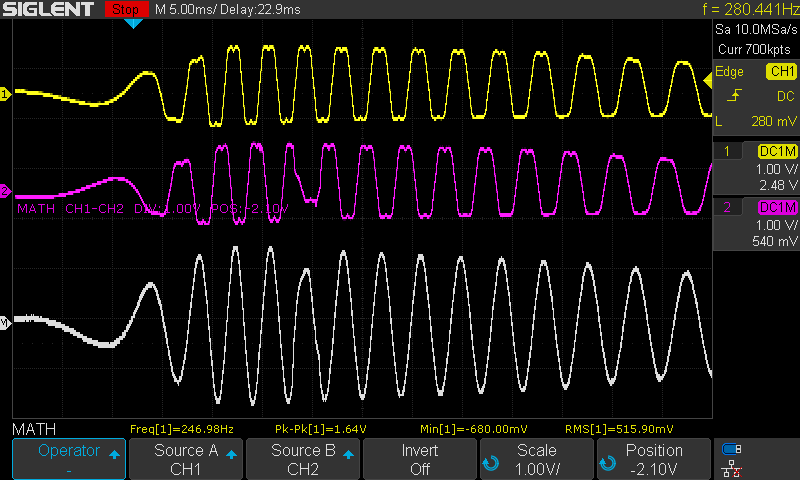 SIGLENT Stop M 5.00ms/ Delay:22.9ms f = 280.441Hz
Sa 10.0MSa/s
Curr 700kpts
Edge CH1
DC
L 280 mV
1 DC1M
1.00 V/
2.48 V
2 DC1M
1.00 V/
540 mV
1
2
MATH CH1-CH2 DIV:1.00V POS:-2.10V
M
MATH Freq[1]=246.98Hz Pk-Pk[1]=1.64V Min[1]=-680.00mV RMS[1]=515.90mV
Operator Source A Source B Invert Scale Position
- CH1 CH2 Off 1.00V/ -2.10V